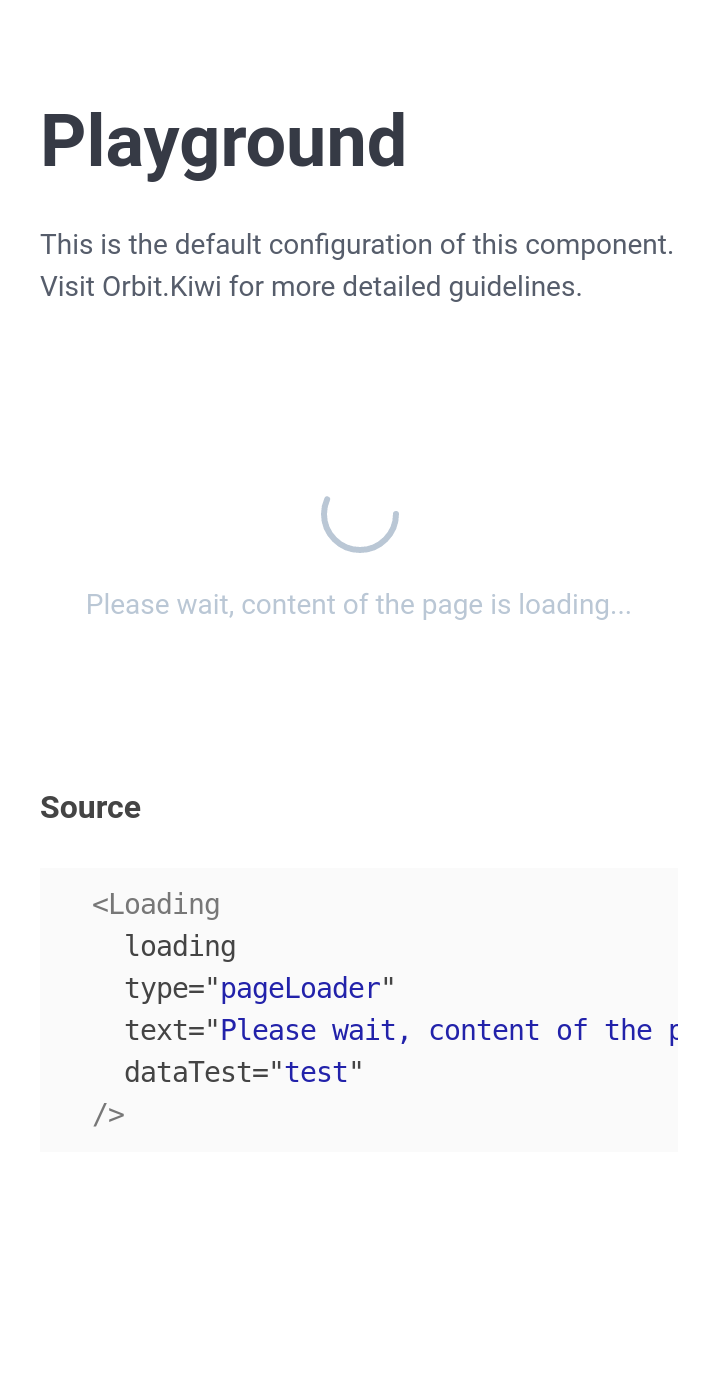 Playground
This is the default configuration of this component.
Visit Orbit.Kiwi for more detailed guidelines.
Please wait, content of the page is loading...
Source
<Loading
loading
type="pageLoader"
text="Please wait, content of the
dataTest="test"
/>